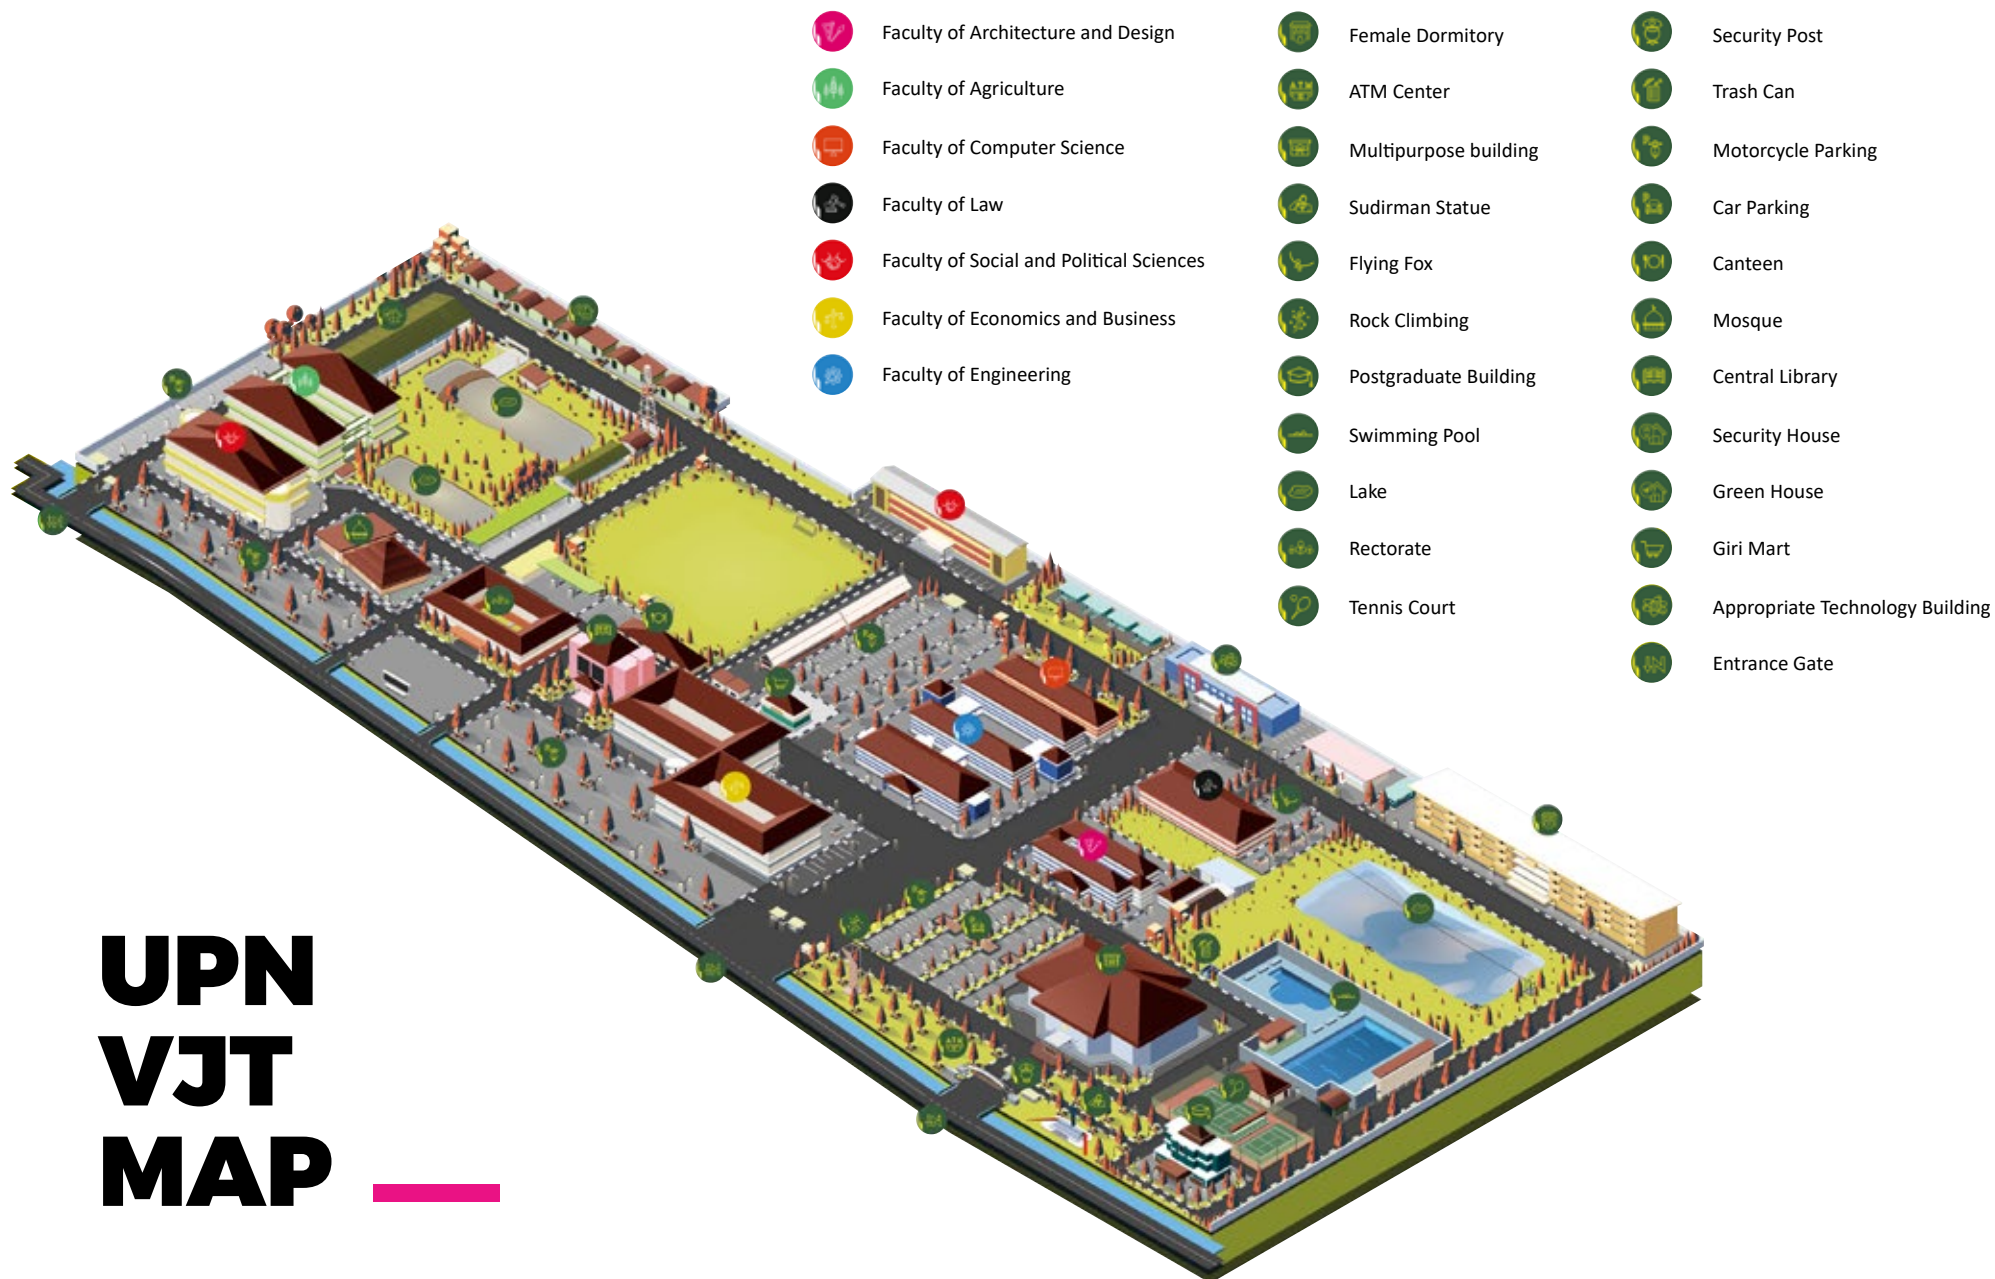 Faculty of Architecture and Design
Faculty of Agriculture
Faculty of Computer Science
Faculty of Law
Faculty of Social and Political Sciences
Faculty of Economics and Business
Faculty of Engineering
Female Dormitory
ATM Center
Multipurpose building
Sudirman Statue
Flying Fox
Rock Climbing
Postgraduate Building
Swimming Pool
Lake
Rectorate
Tennis Court
Security Post
Trash Can
Motorcycle Parking
Car Parking
Canteen
Mosque
Central Library
Security House
Green House
Giri Mart
Appropriate Technology Building
Entrance Gate
UPN
VJT
MAP